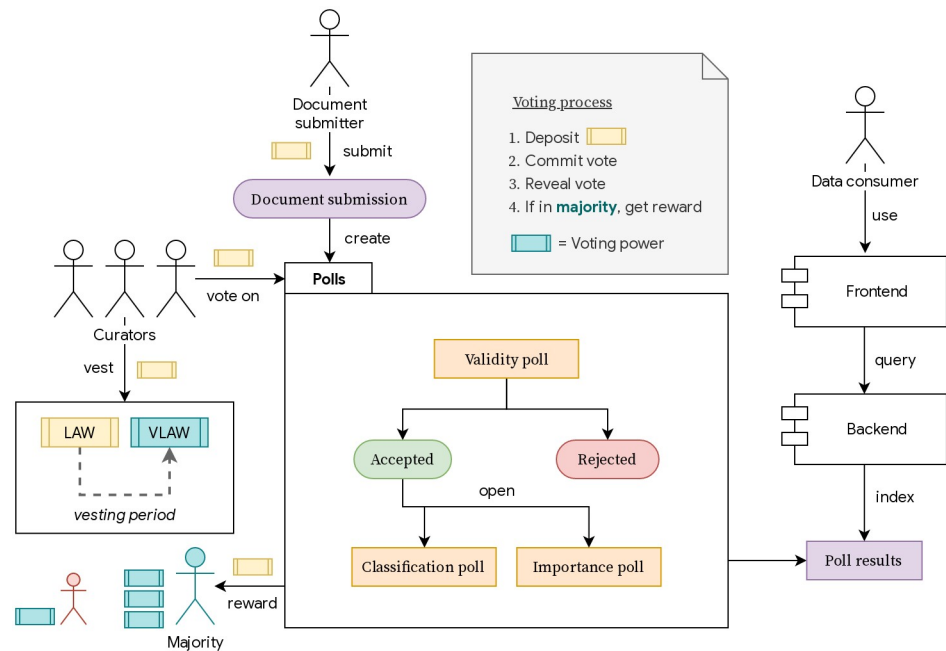 Document
submitter
submit
Document submission
create
Voting process
1. Deposit
2. Commit vote
3. Reveal vote
4. If in majority, get reward
= Voting power
Data consumer
use
Frontend
query
Backend
index
Poll results
Curators
vote on
vest
LAW
VLAW
vesting period
Polls
Validity poll
Accepted
Rejected
open
Classification poll
Importance poll
reward
Majority